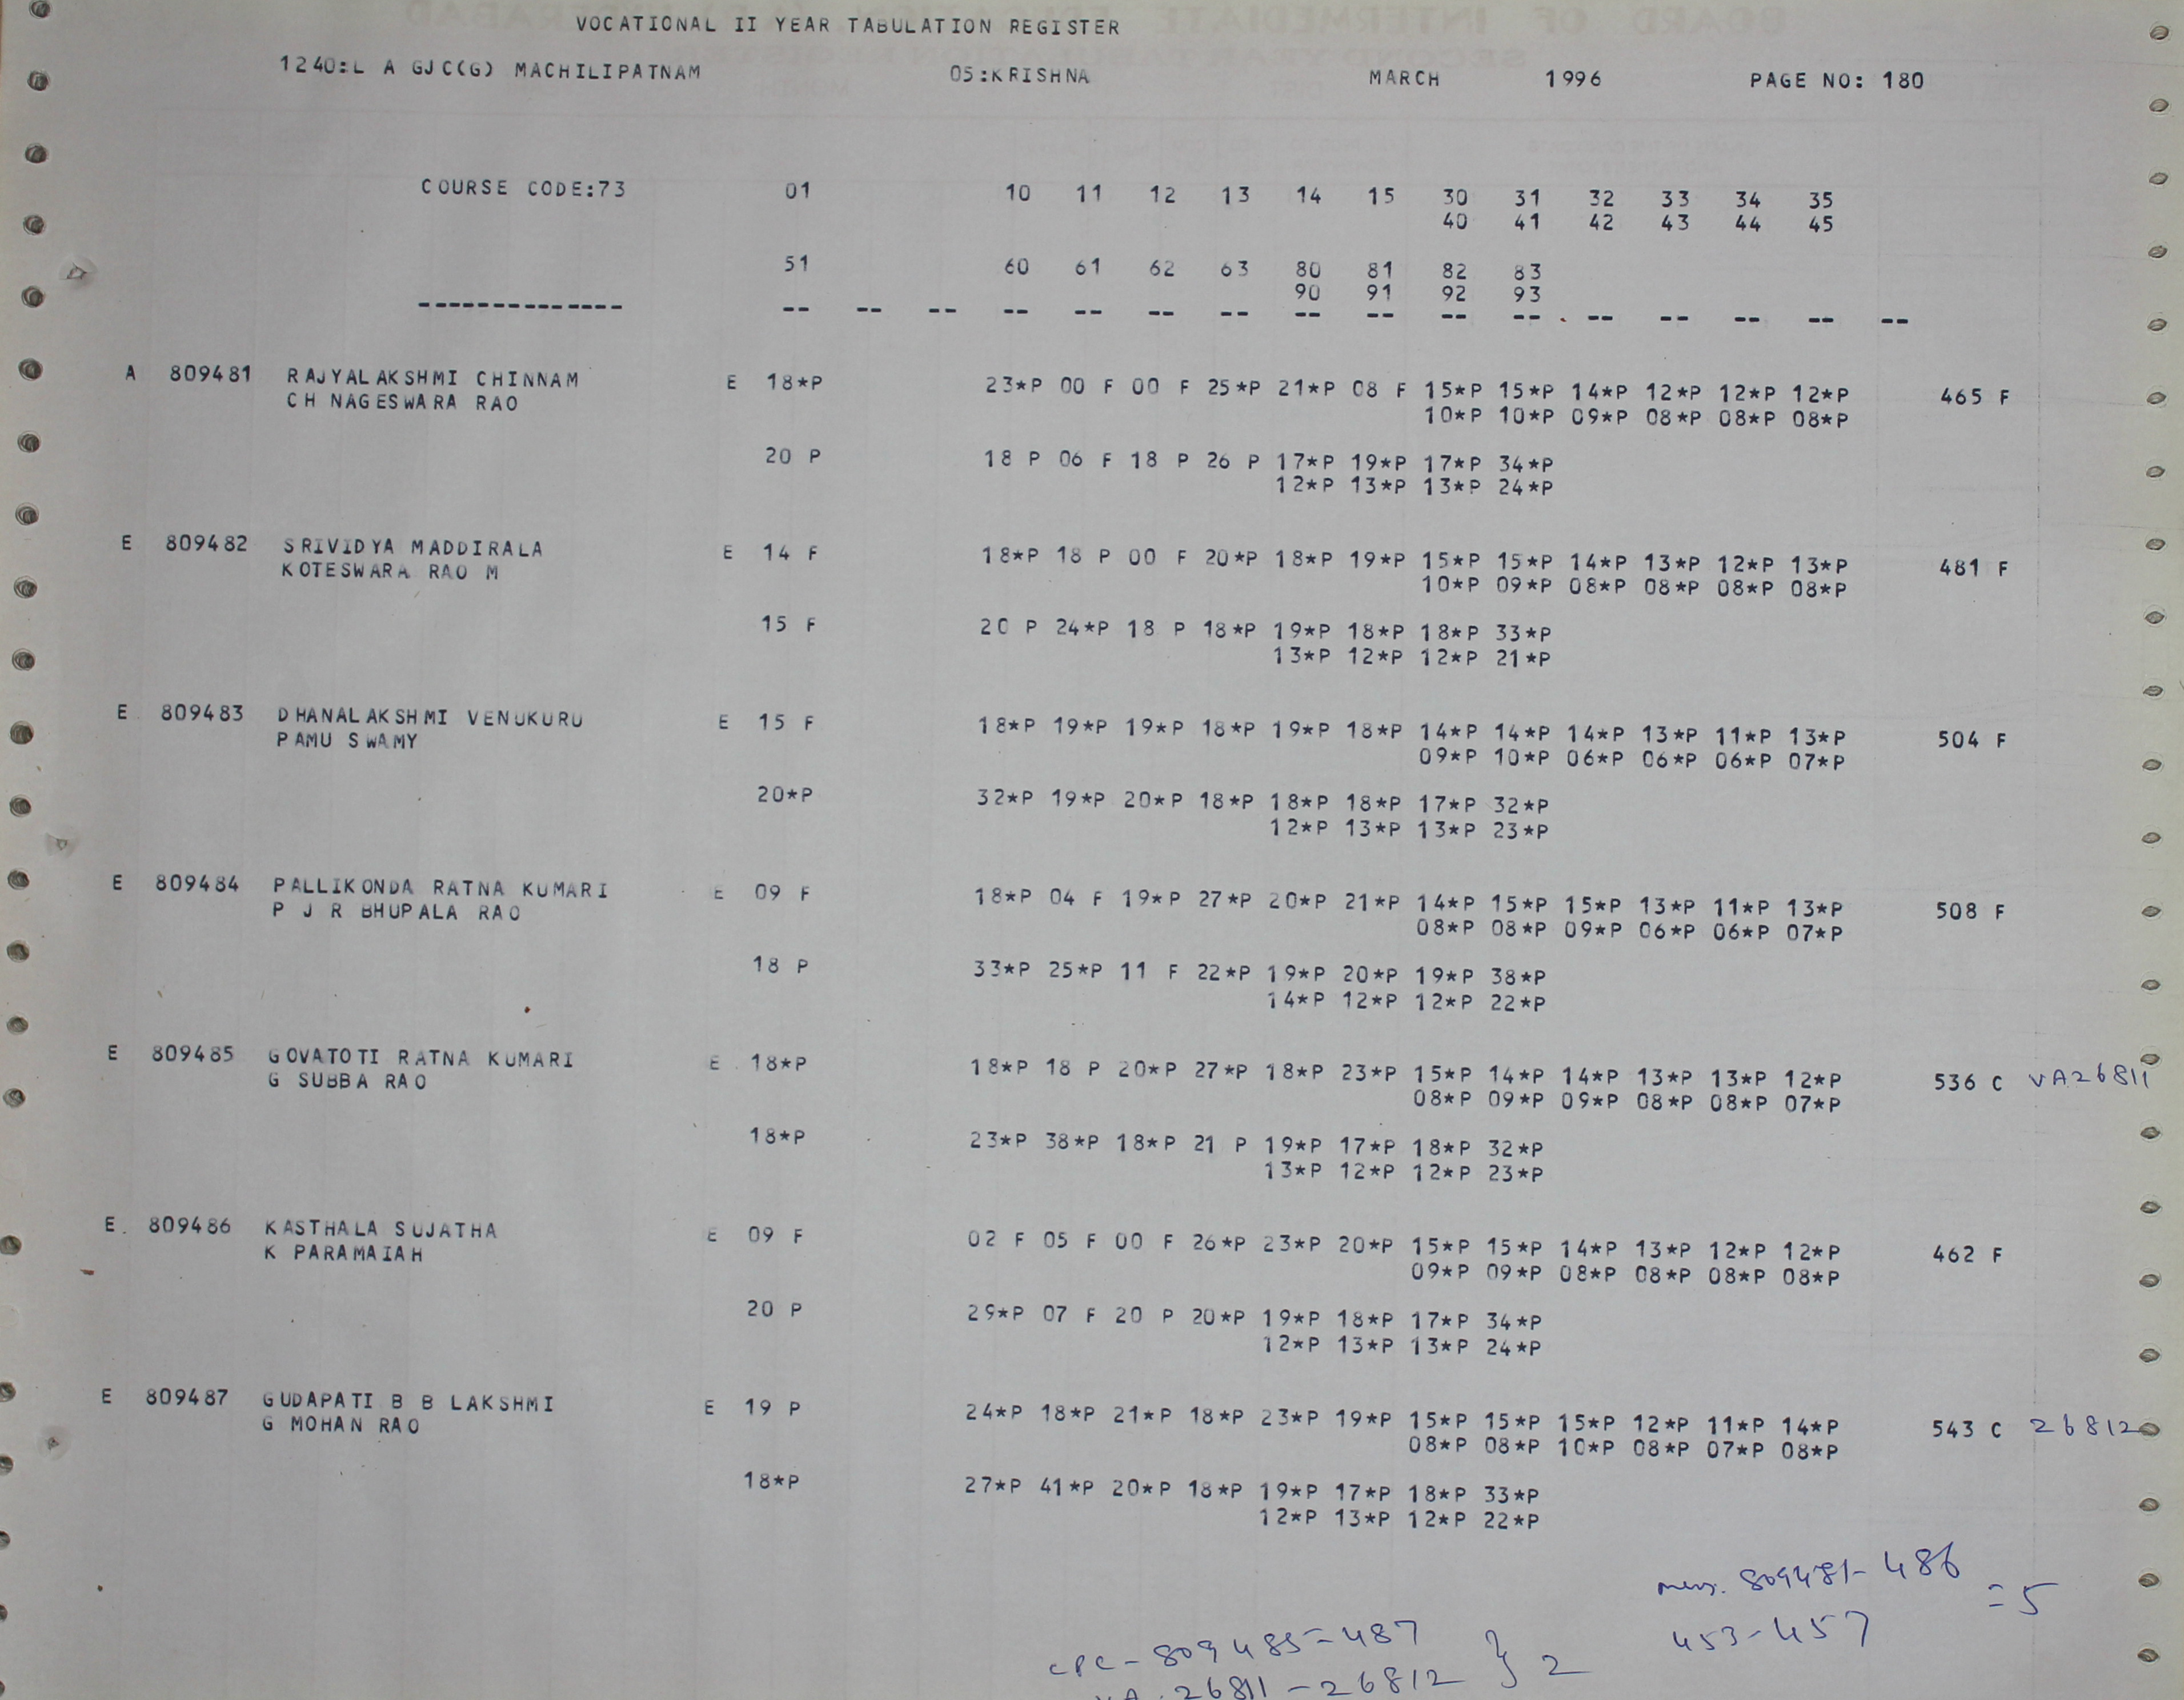 VOCATIONAL II YEAR TABULATION REGISTER
1240:L A GJC(G) MACHILIPATNAM 05:KRISHNA MARCH 1996 PAGE NO: 180
COURSE CODE:73 01 10 11 12 13 14 15 30 31 32 33 34 35
40 41 42 43 44 45
51 60 61 62 63 80 81 82 83
90 91 92 93
-------------- -- -- -- -- -- -- -- -- -- -- -- -- -- -- -- --
A 809481 RAJYALAKSHMI CHINNAM E 18*P 23*P 00 F 00 F 25*P 21*P 08 F 15*P 15*P 14*P 12*P 12*P 12*P 465 F
CH NAGESWARA RAO 10*P 10*P 09*P 08*P 08*P 08*P
20 P 18 P 06 F 18 P 26 P 17*P 19*P 17*P 34*P
12*P 13*P 13*P 24*P
E 809482 SRIVIDYA MADDIRALA E 14 F 18*P 18 P 00 F 20*P 18*P 19*P 15*P 15*P 14*P 13*P 12*P 13*P 481 F
KOTESWARA RAO M 10*P 09*P 08*P 08*P 08*P 08*P
15 F 20 P 24*P 18 P 18*P 19*P 18*P 18*P 33*P
13*P 12*P 12*P 21*P
E 809483 DHANALAKSHMI VENUKURU E 15 F 18*P 19*P 19*P 18*P 19*P 18*P 14*P 14*P 14*P 13*P 11*P 13*P 504 F
PAMU SWAMY 09*P 10*P 06*P 06*P 06*P 07*P
20*P 32*P 19*P 20*P 18*P 18*P 18*P 17*P 32*P
12*P 13*P 13*P 23*P
E 809484 PALLIKONDA RATNA KUMARI E 09 F 18*P 04 F 19*P 27*P 20*P 21*P 14*P 15*P 15*P 13*P 11*P 13*P 508 F
P J R BHUPALA RAO 08*P 08*P 09*P 06*P 06*P 07*P
18 P 33*P 25*P 11 F 22*P 19*P 20*P 19*P 38*P
14*P 12*P 12*P 22*P
E 809485 GOVATOTI RATNA KUMARI E 18*P 18*P 18 P 20*P 27*P 18*P 23*P 15*P 14*P 14*P 13*P 13*P 12*P 536 C VA26811
G SUBBA RAO 08*P 09*P 09*P 08*P 08*P 07*P
18*P 23*P 38*P 18*P 21 P 19*P 17*P 18*P 32*P
13*P 12*P 12*P 23*P
E 809486 KASTHALA SUJATHA E 09 F 02 F 05 F 00 F 26*P 23*P 20*P 15*P 15*P 14*P 13*P 12*P 12*P 462 F
K PARAMAIAH 09*P 09*P 08*P 08*P 08*P 08*P
20 P 29*P 07 F 20 P 20*P 19*P 18*P 17*P 34*P
12*P 13*P 13*P 24*P
E 809487 GUDAPATI B B LAKSHMI E 19 P 24*P 18*P 21*P 18*P 23*P 19*P 15*P 15*P 15*P 12*P 11*P 14*P 543 C 26812
G MOHAN RAO 08*P 08*P 10*P 08*P 07*P 08*P
18*P 27*P 41*P 20*P 18*P 19*P 17*P 18*P 33*P
12*P 13*P 12*P 22*P
809481-486
= 5
453-457
CPC - 809485=487
VA. 26811-26812 } 2